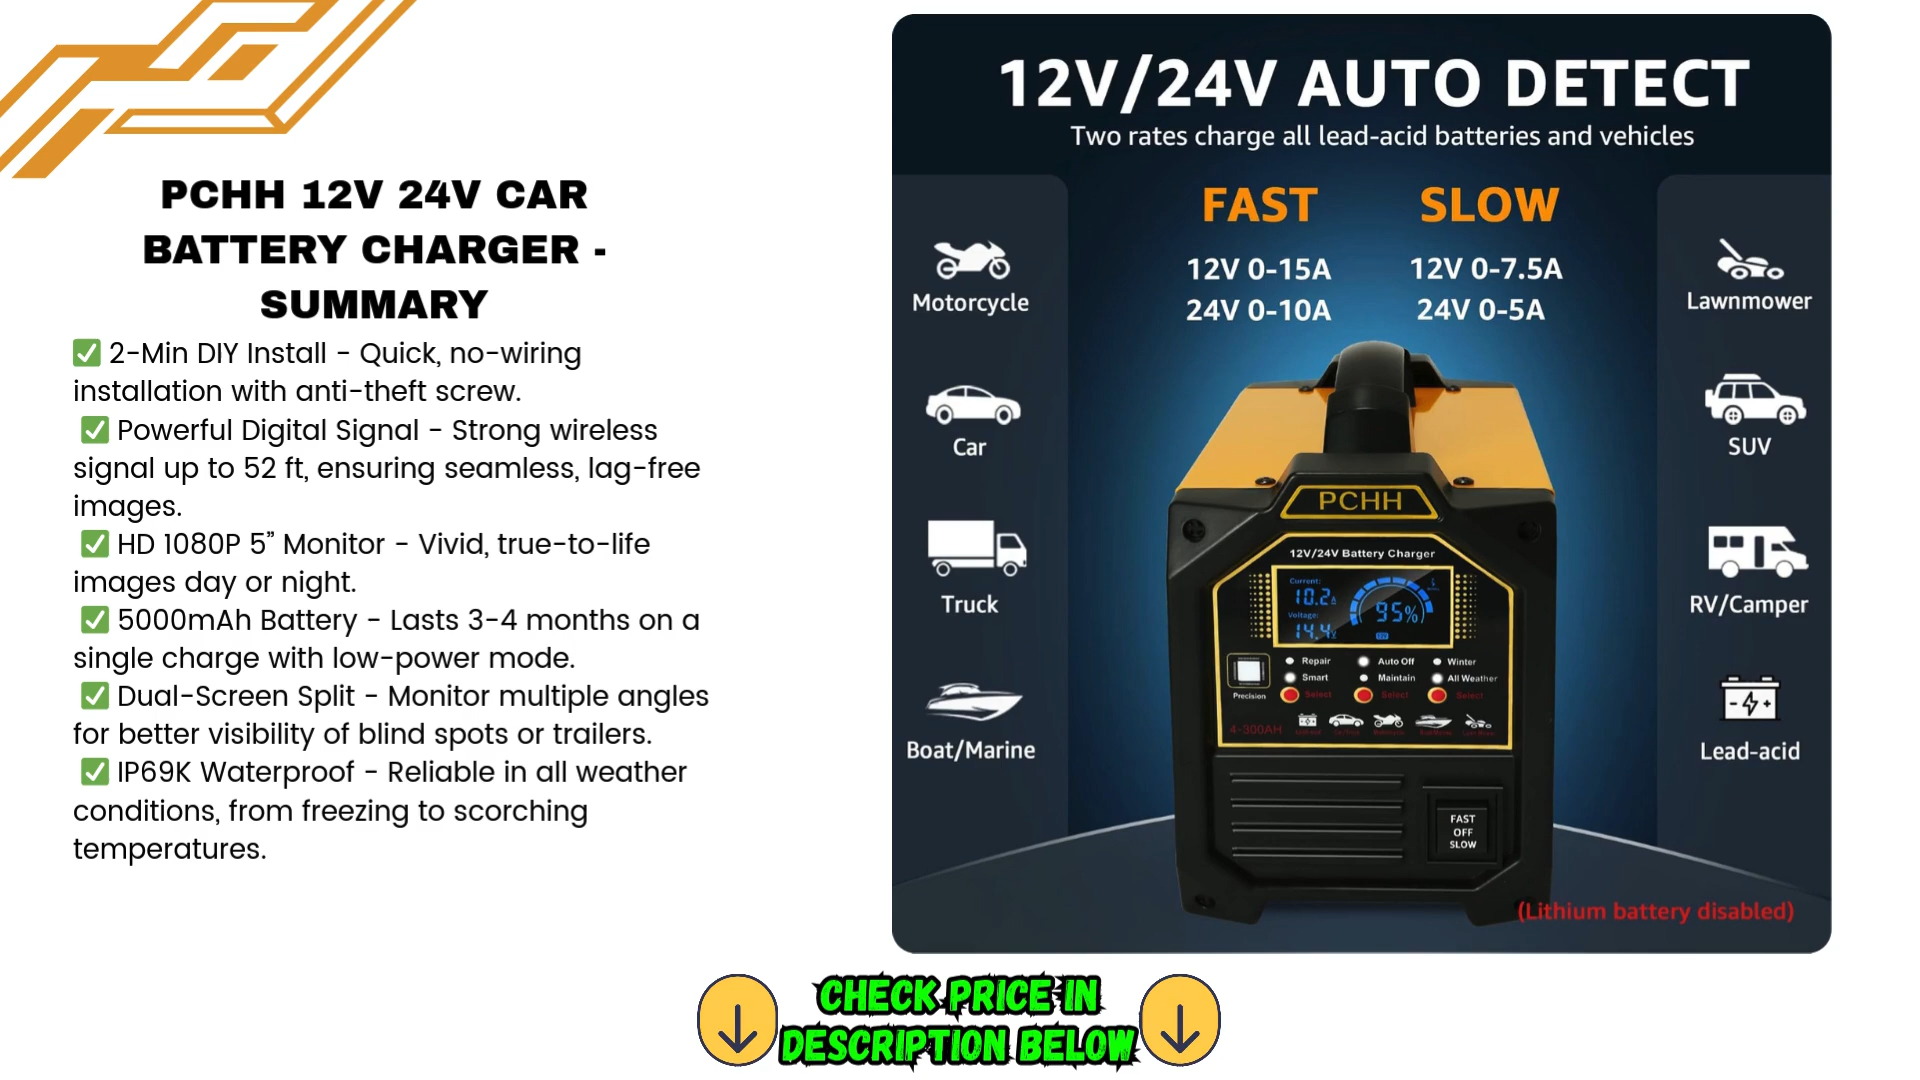 PCHH 12V 24V CAR
BATTERY CHARGER -
SUMMARY
✅ 2-Min DIY Install - Quick, no-wiring
installation with anti-theft screw.
✅ Powerful Digital Signal - Strong wireless
signal up to 52 ft, ensuring seamless, lag-free
images.
✅ HD 1080P 5” Monitor - Vivid, true-to-life
images day or night.
✅ 5000mAh Battery - Lasts 3-4 months on a
single charge with low-power mode.
✅ Dual-Screen Split - Monitor multiple angles
for better visibility of blind spots or trailers.
✅ IP69K Waterproof - Reliable in all weather
conditions, from freezing to scorching
temperatures.
12V/24V AUTO DETECT
Two rates charge all lead-acid batteries and vehicles
FAST
12V 0-15A
24V 0-10A
SLOW
12V 0-7.5A
24V 0-5A
Motorcycle
Car
Truck
Boat/Marine
Lawnmower
SUV
RV/Camper
Lead-acid
PCHH
12V/24V Battery Charger
Current:
10.2A
Voltage:
14.4V
95%
Repair
Auto Off
Winter
Smart
Maintain
All Weather
Precision
Select
Select
Select
4-300AH
FAST
OFF
SLOW
(Lithium battery disabled)
CHECK PRICE IN
DESCRIPTION BELOW